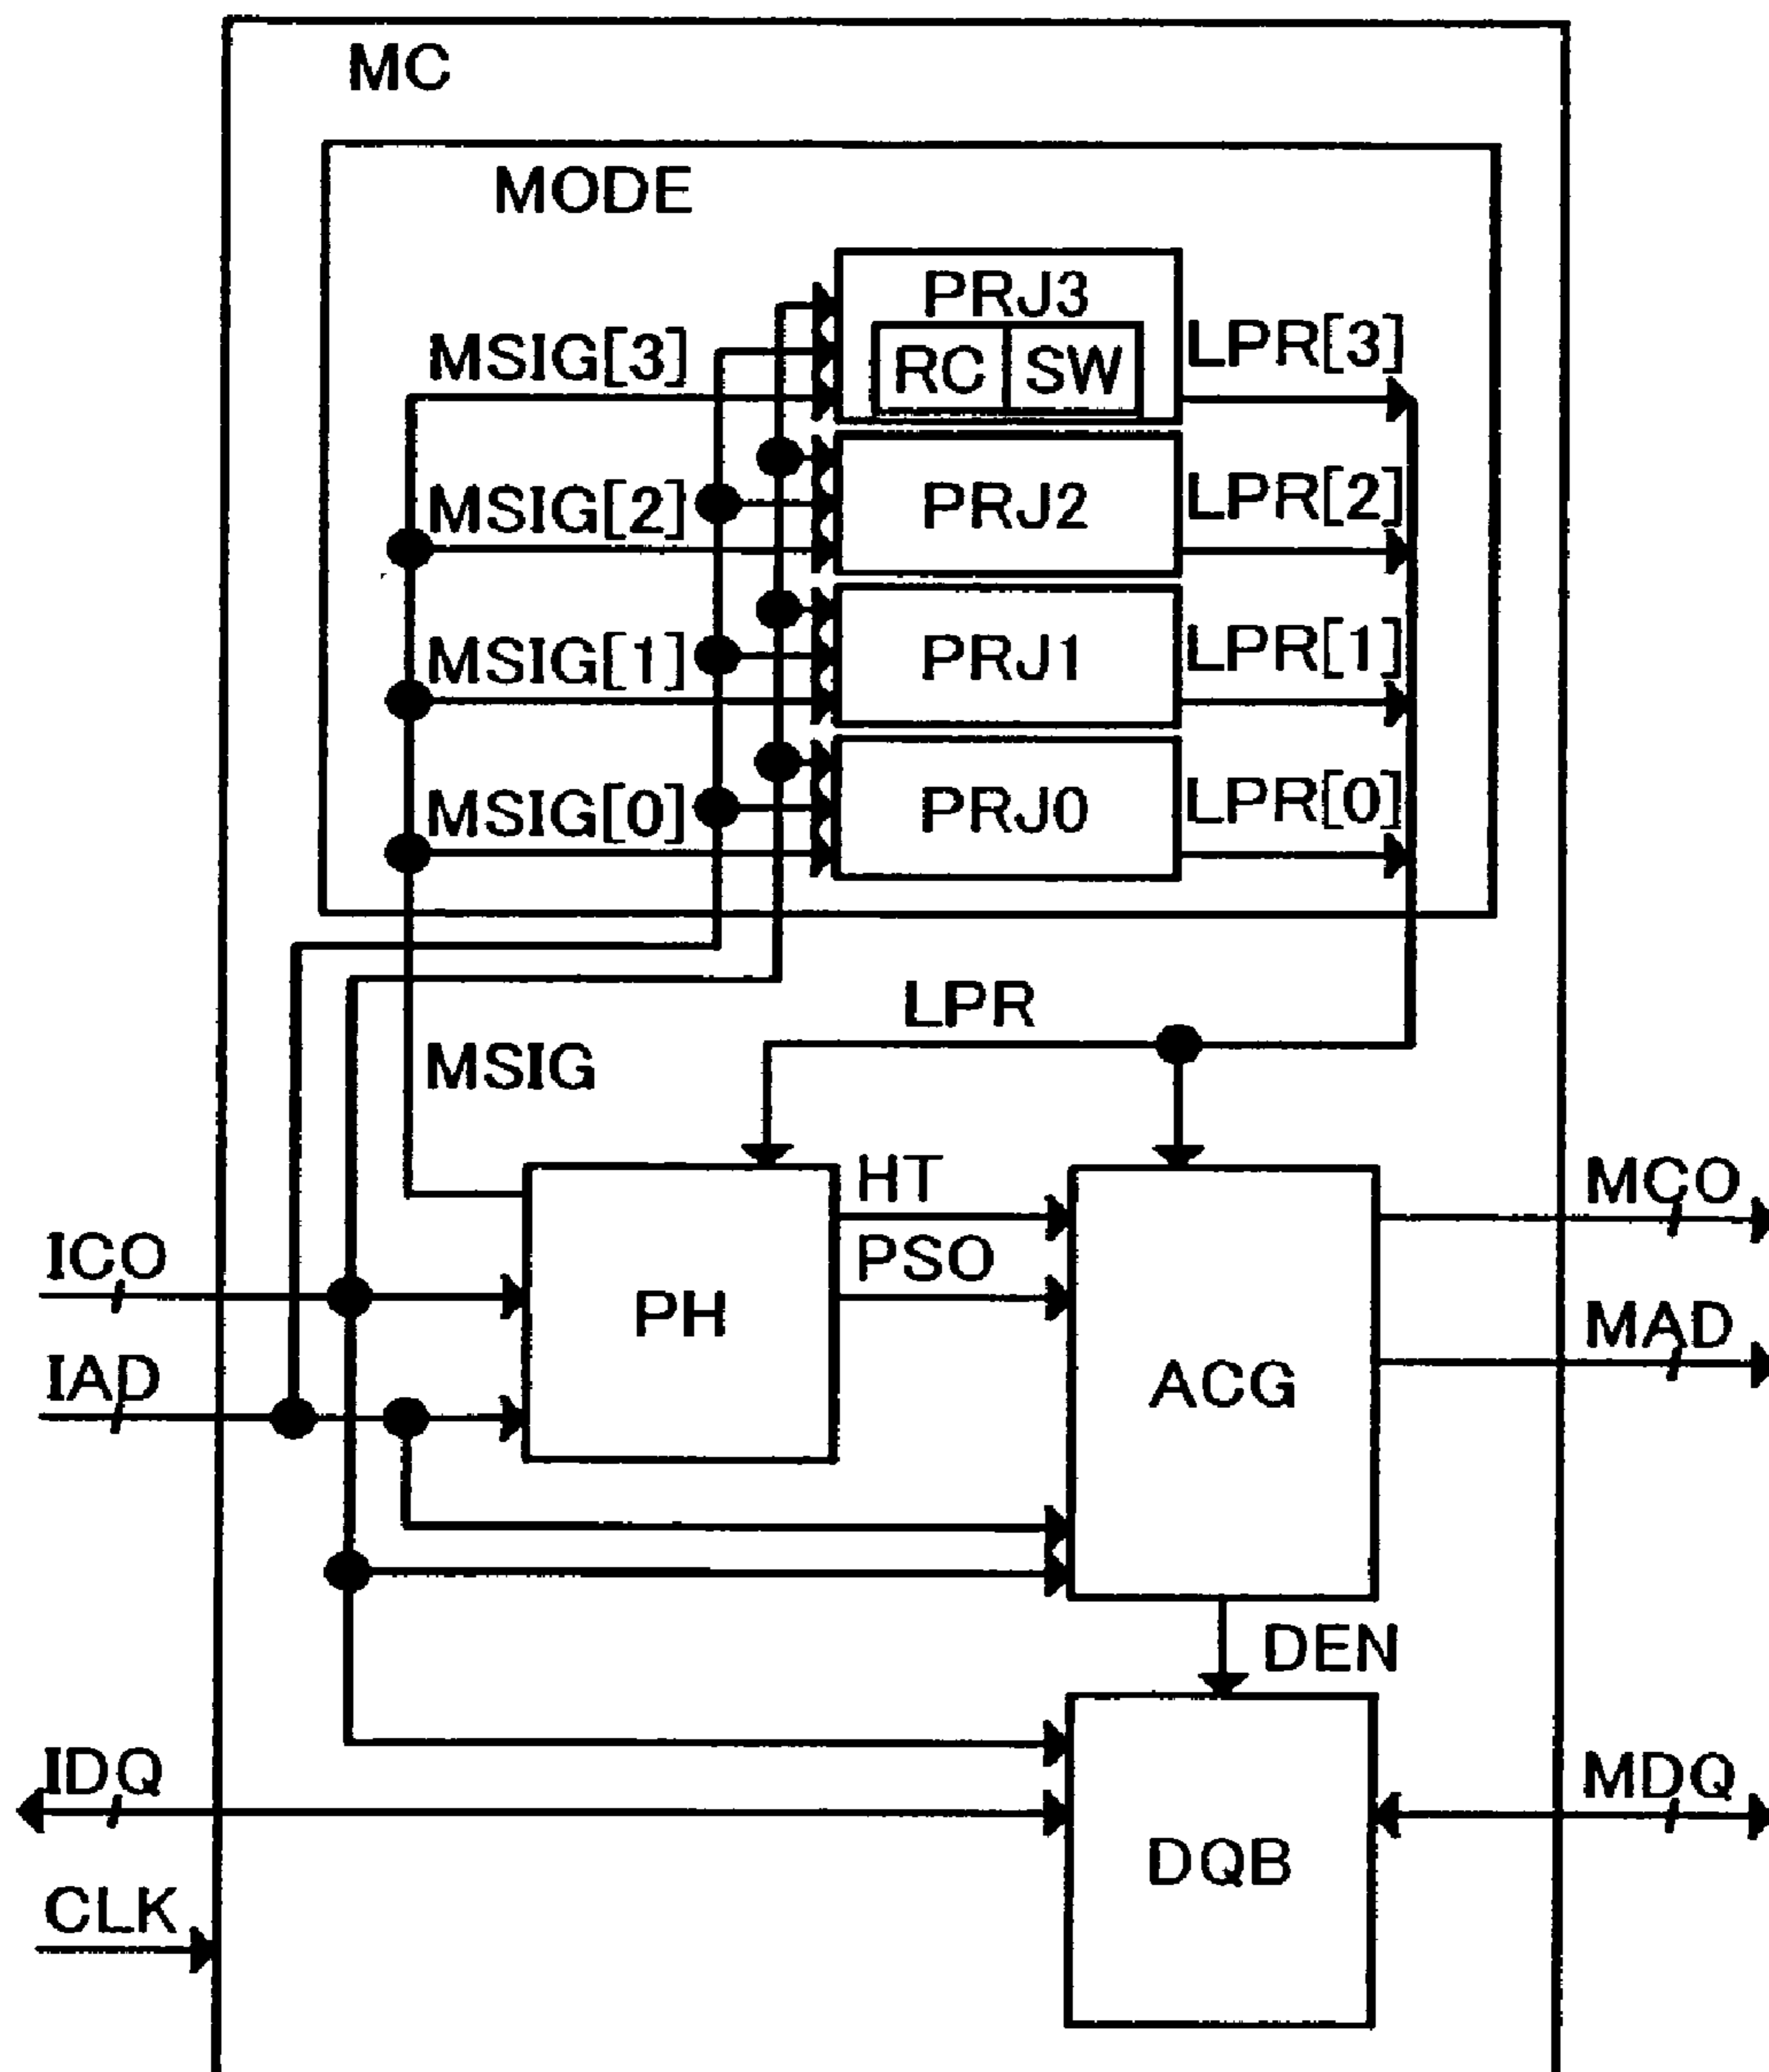 MC
MODE
PRJ3
MSIG[3]
RC SW
LPR[3]
MSIG[2]
PRJ2
LPR[2]
MSIG[1]
PRJ1
LPR[1]
MSIG[0]
PRJ0
LPR[0]
LPR
MSIG
HT
MCO
ICO
PSO
PH
MAD
IAD
ACG
DEN
IDQ
MDQ
DQB
CLK